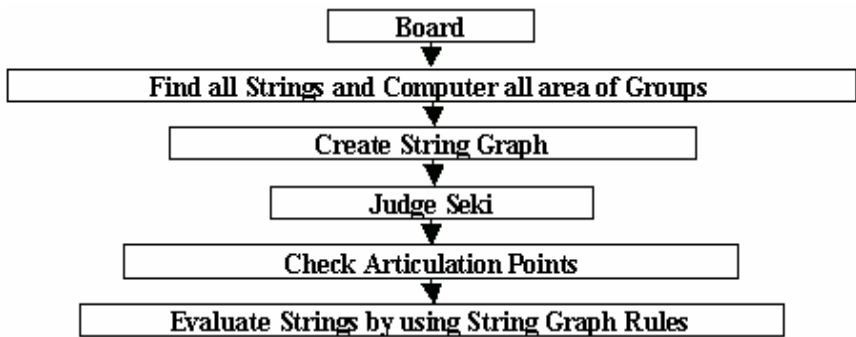 Board
Find all Strings and Computer all area of Groups
Create String Graph
Judge Seki
Check Articulation Points
Evaluate Strings by using String Graph Rules